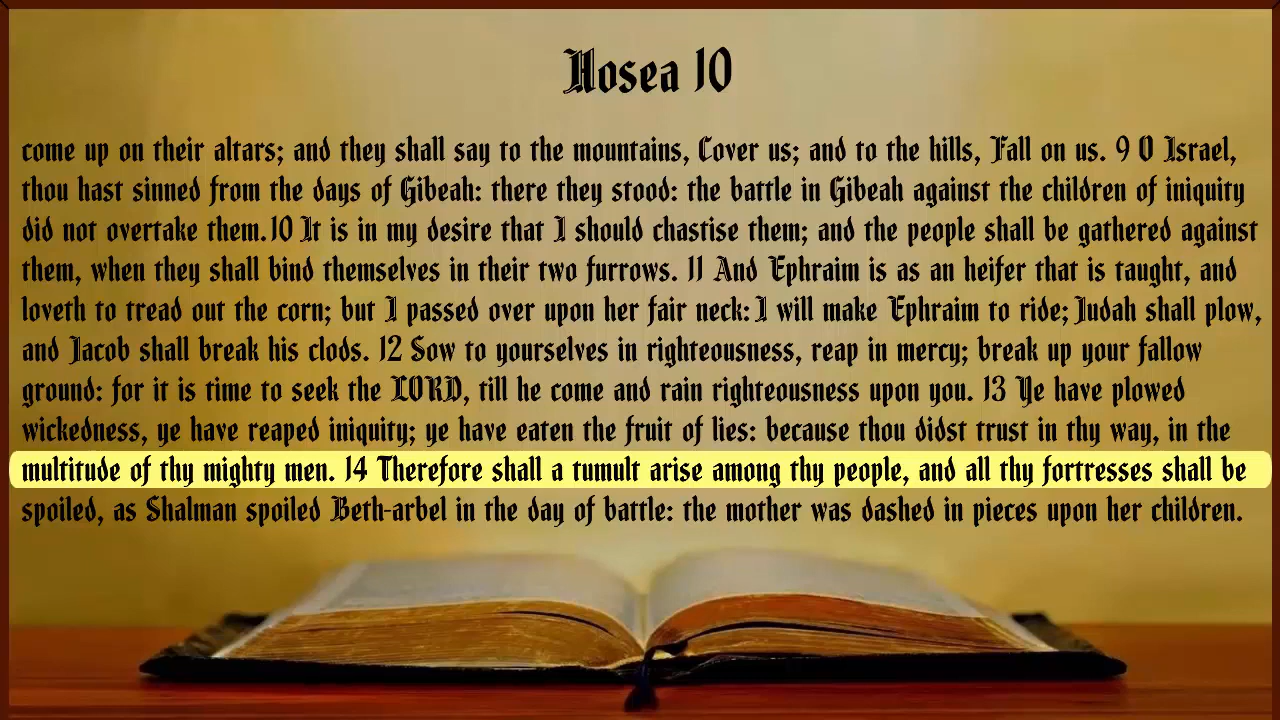 Hosea 10
come up on their altars; and they shall say to the mountains, Cover us; and to the hills, Fall on us. 9 O Israel,
thou hast sinned from the days of Gibeah: there they stood: the battle in Gibeah against the children of iniquity
did not overtake them.10 It is in my desire that I should chastise them; and the people shall be gathered against
them, when they shall bind themselves in their two furrows. 11 And Ephraim is as an heifer that is taught, and
loveth to tread out the corn; but I passed over upon her fair neck: I will make Ephraim to ride; Judah shall plow,
and Jacob shall break his clods. 12 Sow to yourselves in righteousness, reap in mercy; break up your fallow
ground: for it is time to seek the LORD, till he come and rain righteousness upon you. 13 Ye have plowed
wickedness, ye have reaped iniquity; ye have eaten the fruit of lies: because thou didst trust in thy way, in the
multitude of thy mighty men. 14 Therefore shall a tumult arise among thy people, and all thy fortresses shall be
spoiled, as Shalman spoiled Beth-arbel in the day of battle: the mother was dashed in pieces upon her children.